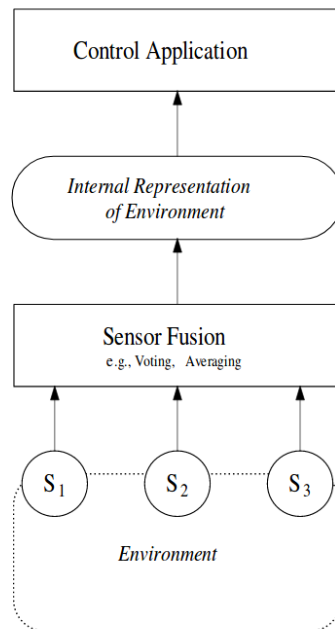 Control Application
Internal Representation
of Environment
Sensor Fusion
e.g., Voting, Averaging
S1 S2 S3
Environment